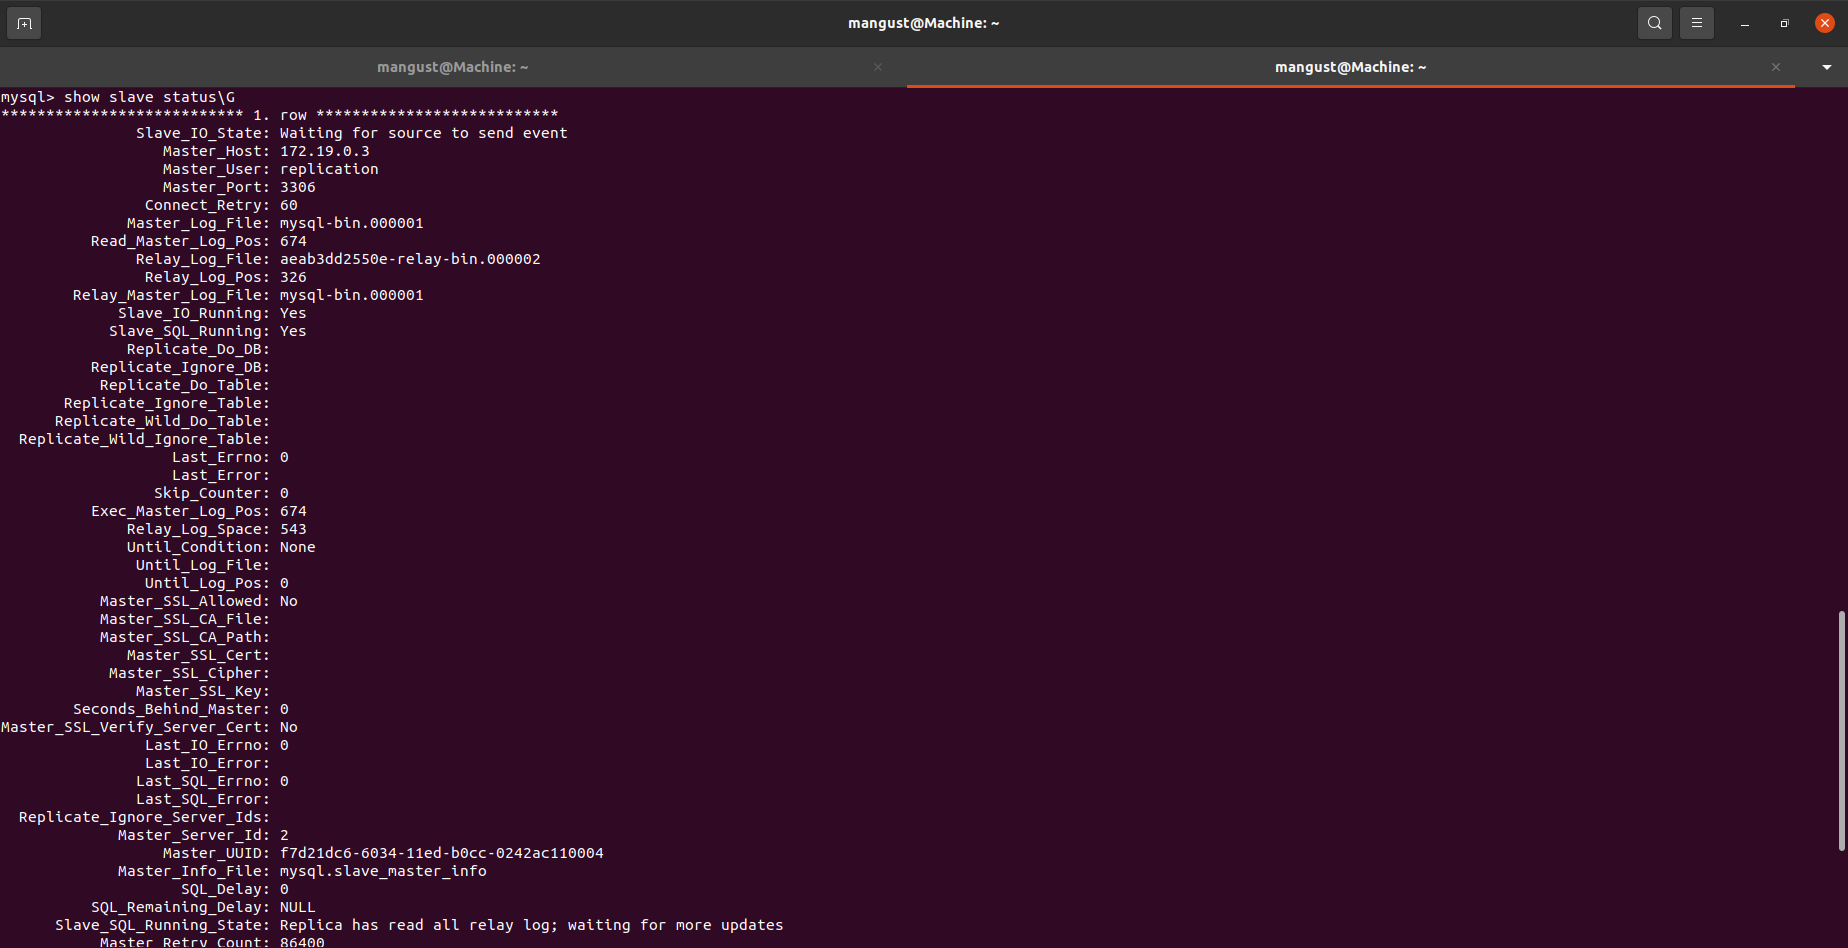 mangust@Machine: ~
mangust@Machine: ~
mangust@Machine: ~
mysql> show slave status\G
*************************** 1. row ***************************
Slave_IO_State: Waiting for source to send event
Master_Host: 172.19.0.3
Master_User: replication
Master_Port: 3306
Connect_Retry: 60
Master_Log_File: mysql-bin.000001
Read_Master_Log_Pos: 674
Relay_Log_File: aeab3dd2550e-relay-bin.000002
Relay_Log_Pos: 326
Relay_Master_Log_File: mysql-bin.000001
Slave_IO_Running: Yes
Slave_SQL_Running: Yes
Replicate_Do_DB:
Replicate_Ignore_DB:
Replicate_Do_Table:
Replicate_Ignore_Table:
Replicate_Wild_Do_Table:
Replicate_Wild_Ignore_Table:
Last_Errno: 0
Last_Error:
Skip_Counter: 0
Exec_Master_Log_Pos: 674
Relay_Log_Space: 543
Until_Condition: None
Until_Log_File:
Until_Log_Pos: 0
Master_SSL_Allowed: No
Master_SSL_CA_File:
Master_SSL_CA_Path:
Master_SSL_Cert:
Master_SSL_Cipher:
Master_SSL_Key:
Seconds_Behind_Master: 0
Master_SSL_Verify_Server_Cert: No
Last_IO_Errno: 0
Last_IO_Error:
Last_SQL_Errno: 0
Last_SQL_Error:
Replicate_Ignore_Server_Ids:
Master_Server_Id: 2
Master_UUID: f7d21dc6-6034-11ed-b0cc-0242ac110004
Master_Info_File: mysql.slave_master_info
SQL_Delay: 0
SQL_Remaining_Delay: NULL
Slave_SQL_Running_State: Replica has read all relay log; waiting for more updates
Master_Retry_Count: 86400